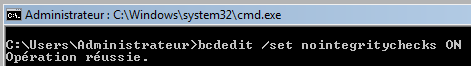 Administrateur : C:\Windows\system32\cmd.exe
C:\Users\Administrateur>bcdedit /set nointegritychecks ON
Opération réussie.